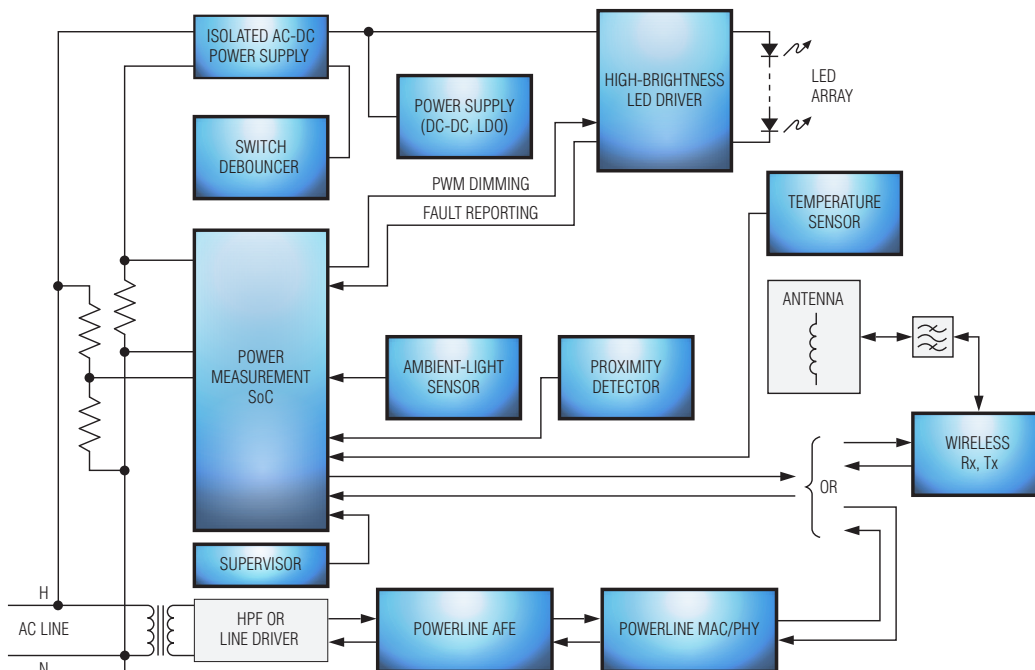 ISOLATED AC-DC
POWER SUPPLY
SWITCH
DEBOUNCER
POWER SUPPLY
(DC-DC, LDO)
HIGH-BRIGHTNESS
LED DRIVER
LED
ARRAY
PWM DIMMING
FAULT REPORTING
TEMPERATURE
SENSOR
ANTENNA
POWER
MEASUREMENT
SoC
AMBIENT-LIGHT
SENSOR
PROXIMITY
DETECTOR
WIRELESS
Rx, Tx
OR
SUPERVISOR
H
AC LINE
N
HPF OR
LINE DRIVER
POWERLINE AFE
POWERLINE MAC/PHY